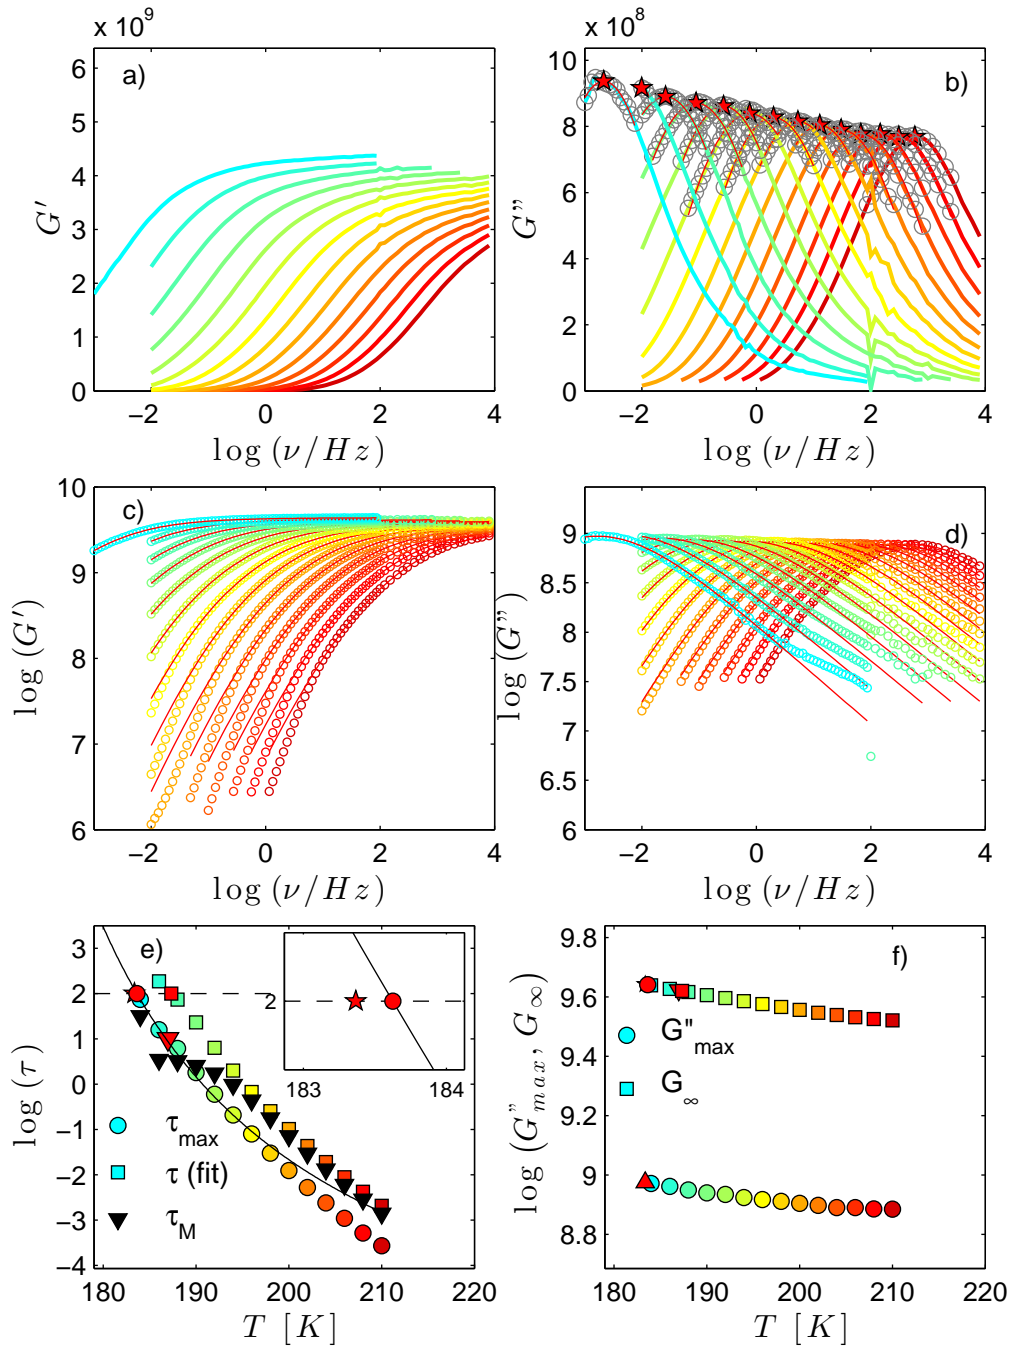 x 10⁹
x 10⁸
a)
b)
6
5
4
3
2
1
0
G′
10
8
6
4
2
0
G″
−2
0
2
4
−2
0
2
4
log (ν/Hz)
log (ν/Hz)
c)
d)
10
9
8
7
6
log (G′)
9
8.5
8
7.5
7
6.5
6
log (G″)
−2
0
2
4
−2
0
2
4
log (ν/Hz)
log (ν/Hz)
e)
3
2
1
0
−1
−2
−3
−4
log (τ)
2
183
184
τmax
τ (fit)
τM
180
190
200
210
220
T [K]
f)
9.8
9.6
9.4
9.2
9
8.8
log (G″max, G∞)
G"max
G∞
180
190
200
210
220
T [K]